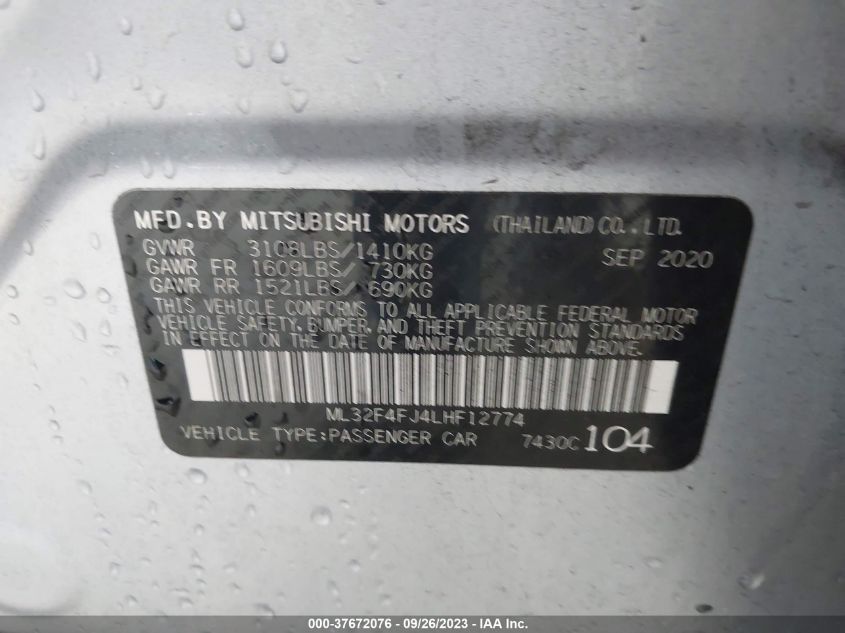 MFD.BY MITSUBISHI MOTORS (THAILAND) CO.,LTD.
GVWR 3108LBS/1410KG SEP 2020
GAWR FR 1609LBS/ 730KG
GAWR RR 1521LBS/ 690KG
THIS VEHICLE CONFORMS TO ALL APPLICABLE FEDERAL MOTOR
VEHICLE SAFETY, BUMPER, AND THEFT PREVENTION STANDARDS
IN EFFECT ON THE DATE OF MANUFACTURE SHOWN ABOVE.
ML32F4FJ4LHF12774
VEHICLE TYPE:PASSENGER CAR 7430C 104
000-37672076 / 09/26/2023 - IAA Inc.